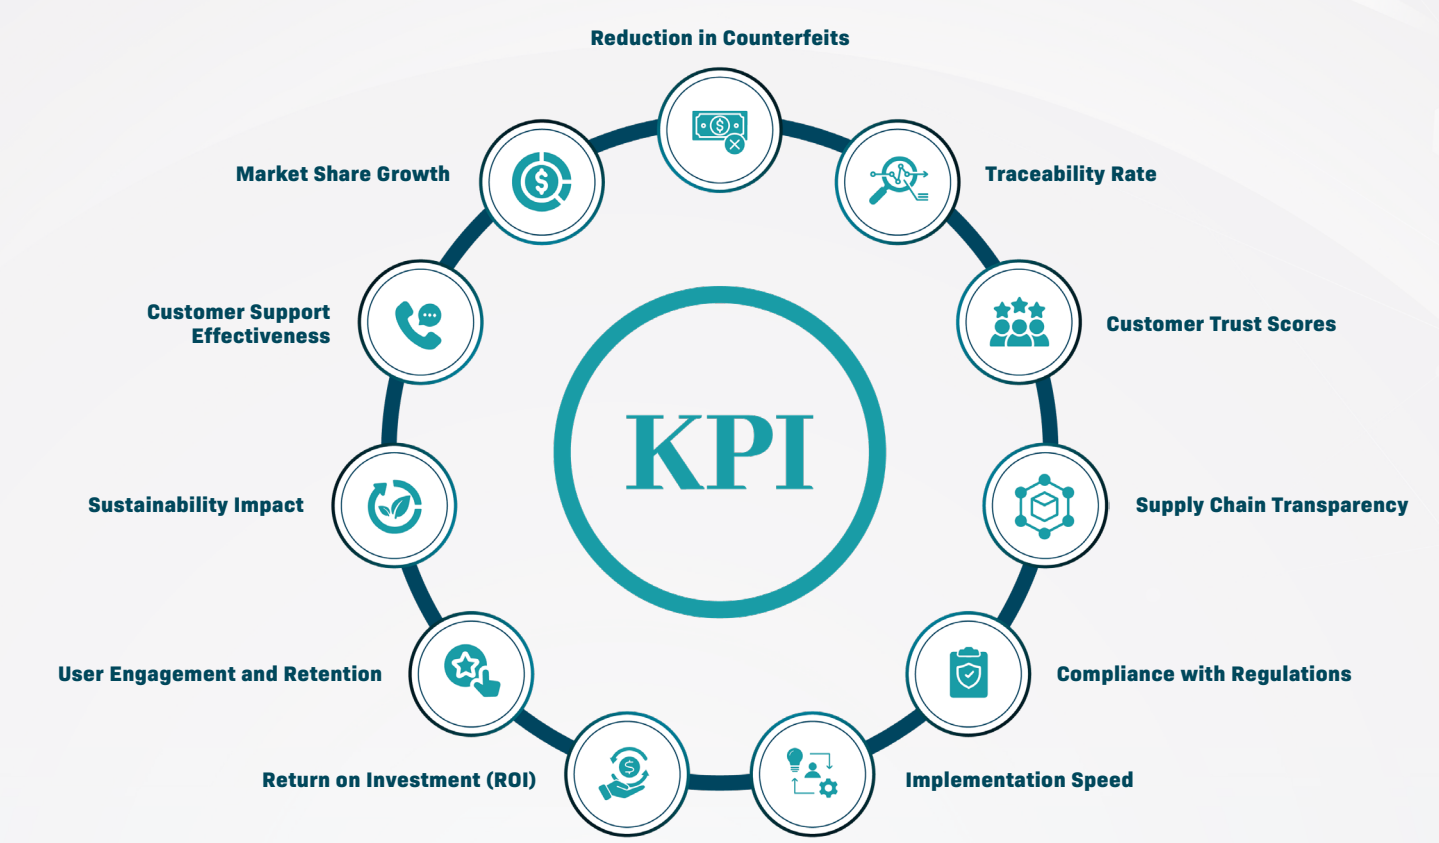 Reduction in Counterfeits
Market Share Growth
Traceability Rate
Customer Support
Effectiveness
Customer Trust Scores
KPI
Sustainability Impact
Supply Chain Transparency
User Engagement and Retention
Compliance with Regulations
Return on Investment (ROI)
Implementation Speed